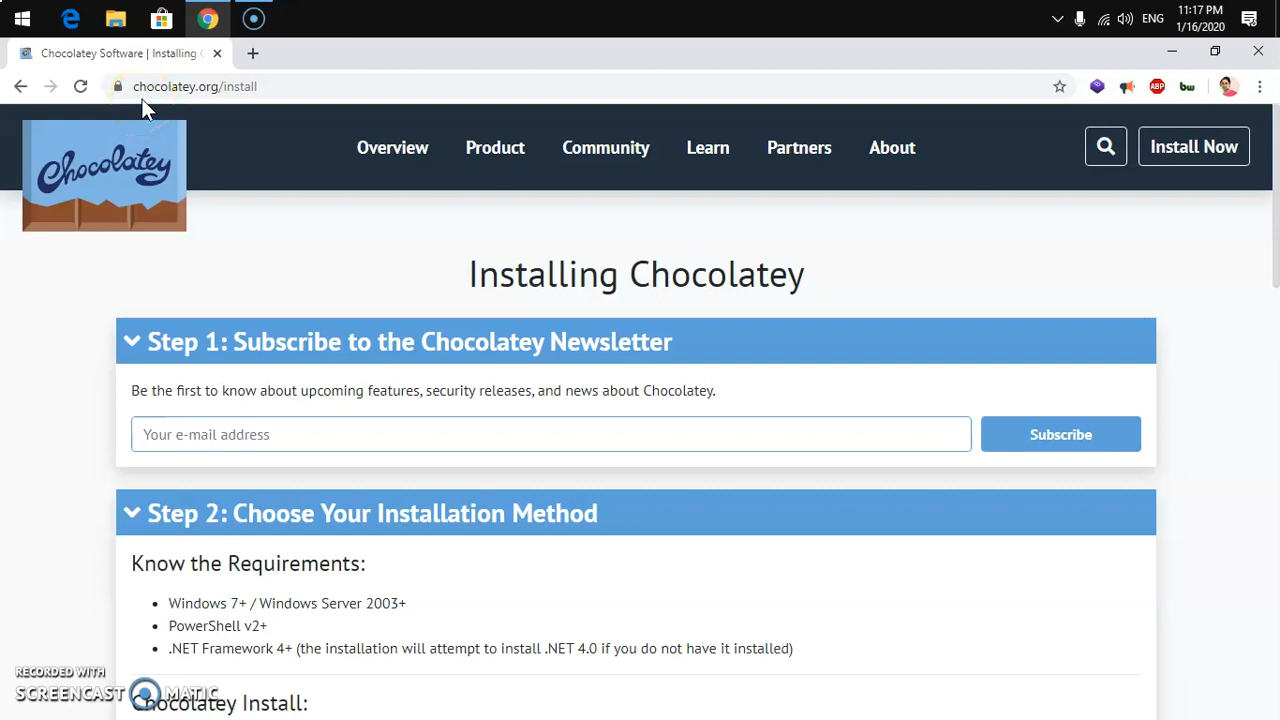 ENG
11:17 PM
1/16/2020
Chocolatey Software | Installing C
chocolatey.org/install
ABP
bw
Chocolatey
Overview
Product
Community
Learn
Partners
About
Install Now
Installing Chocolatey
Step 1: Subscribe to the Chocolatey Newsletter
Be the first to know about upcoming features, security releases, and news about Chocolatey.
Your e-mail address
Subscribe
Step 2: Choose Your Installation Method
Know the Requirements:
• Windows 7+ / Windows Server 2003+
• PowerShell v2+
• .NET Framework 4+ (the installation will attempt to install .NET 4.0 if you do not have it installed)
RECORDED WITH
SCREENCAST MATIC
Chocolatey Install: